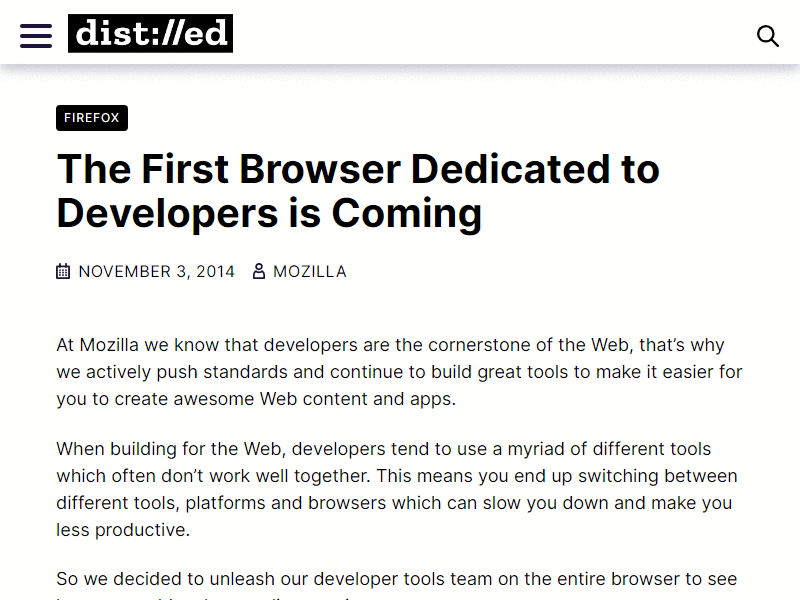 dist://ed
FIREFOX
The First Browser Dedicated to
Developers is Coming
NOVEMBER 3, 2014 MOZILLA
At Mozilla we know that developers are the cornerstone of the Web, that’s why
we actively push standards and continue to build great tools to make it easier for
you to create awesome Web content and apps.
When building for the Web, developers tend to use a myriad of different tools
which often don’t work well together. This means you end up switching between
different tools, platforms and browsers which can slow you down and make you
less productive.
So we decided to unleash our developer tools team on the entire browser to see